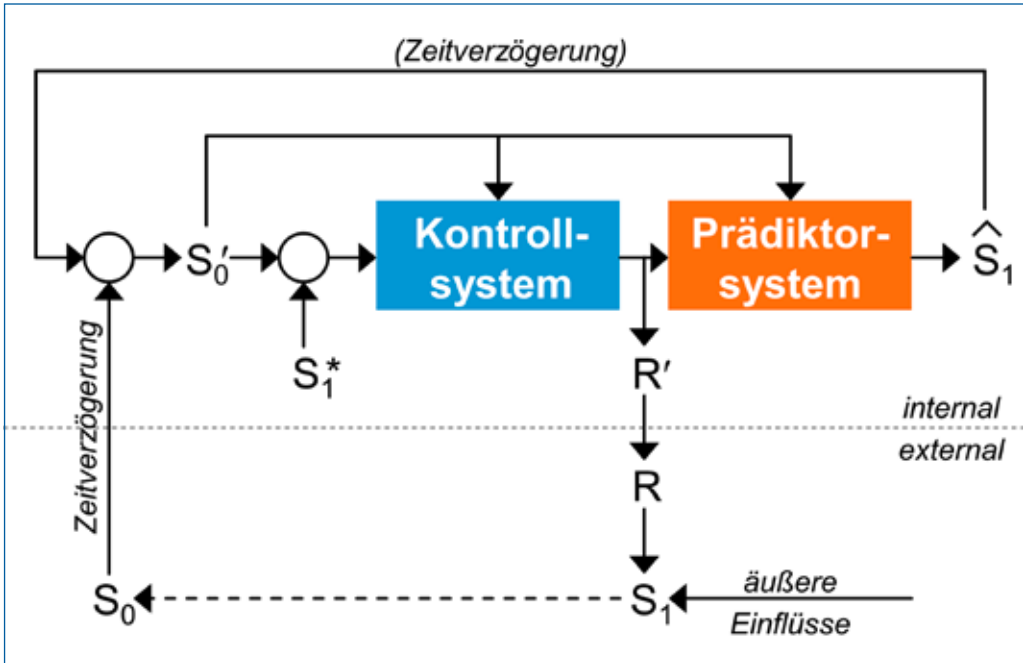 (Zeitverzögerung)
Kontroll-
system
Prädiktor-
system
S₀′
Ŝ₁
S₁*
R′
Zeitverzögerung
internal
external
R
S₀
S₁
äußere
Einflüsse